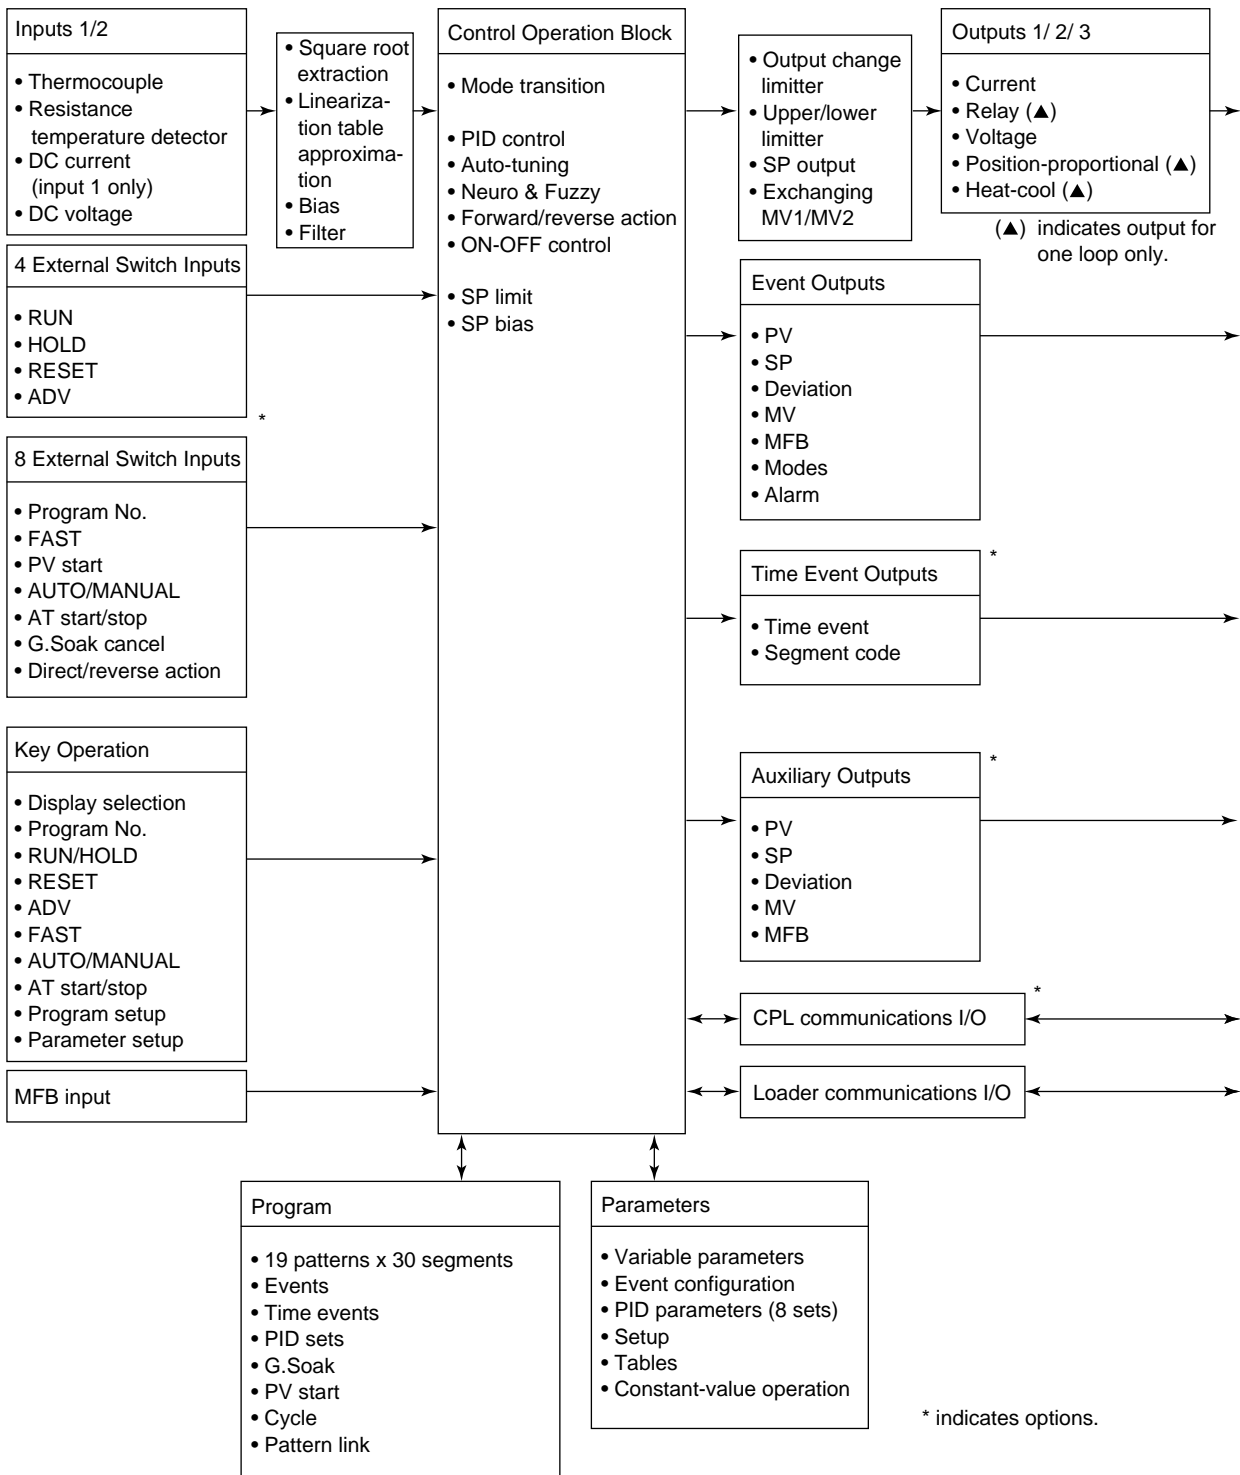 Inputs 1/2
• Thermocouple
• Resistance
temperature detector
• DC current
(input 1 only)
• DC voltage
• Square root
extraction
• Lineariza-
tion table
approxima-
tion
• Bias
• Filter
Control Operation Block
• Mode transition
• PID control
• Auto-tuning
• Neuro & Fuzzy
• Forward/reverse action
• ON-OFF control
• SP limit
• SP bias
• Output change
limitter
• Upper/lower
limitter
• SP output
• Exchanging
MV1/MV2
Outputs 1/ 2/ 3
• Current
• Relay (▲)
• Voltage
• Position-proportional (▲)
• Heat-cool (▲)
(▲) indicates output for
one loop only.
4 External Switch Inputs
• RUN
• HOLD
• RESET
• ADV
*
8 External Switch Inputs
• Program No.
• FAST
• PV start
• AUTO/MANUAL
• AT start/stop
• G.Soak cancel
• Direct/reverse action
Key Operation
• Display selection
• Program No.
• RUN/HOLD
• RESET
• ADV
• FAST
• AUTO/MANUAL
• AT start/stop
• Program setup
• Parameter setup
MFB input
Event Outputs
• PV
• SP
• Deviation
• MV
• MFB
• Modes
• Alarm
*
Time Event Outputs
• Time event
• Segment code
*
Auxiliary Outputs
• PV
• SP
• Deviation
• MV
• MFB
*
CPL communications I/O
Loader communications I/O
Program
• 19 patterns x 30 segments
• Events
• Time events
• PID sets
• G.Soak
• PV start
• Cycle
• Pattern link
Parameters
• Variable parameters
• Event configuration
• PID parameters (8 sets)
• Setup
• Tables
• Constant-value operation
* indicates options.